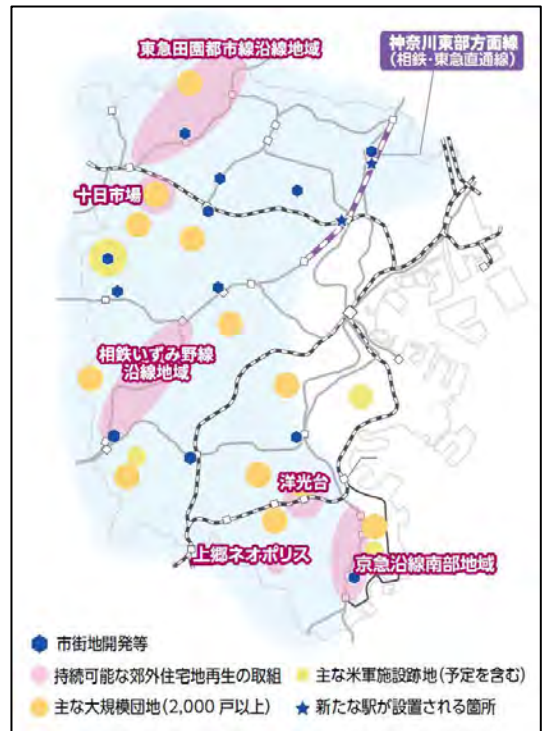 東急田園都市線沿線地域
神奈川東部方面線
(相鉄・東急直通線)
十日市場
相鉄いずみ野線
沿線地域
洋光台
上郷ネオポリス
京急沿線南部地域
市街地開発等
持続可能な郊外住宅地再生の取組
主な米軍施設跡地(予定を含む)
主な大規模団地(2,000戸以上)
新たな駅が設置される箇所